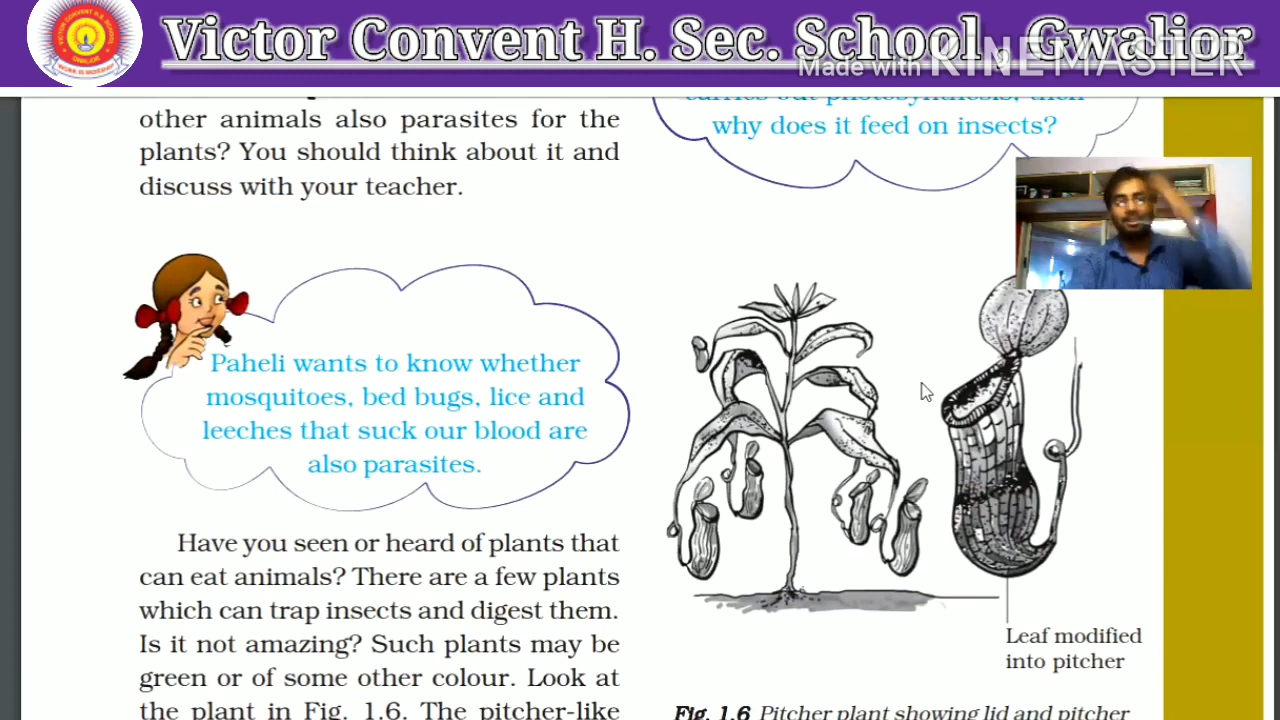 Victor Convent H. Sec. School , Gwalior
Made with KINEMASTER
other animals also parasites for the
plants? You should think about it and
discuss with your teacher.
carries out photosynthesis, then
why does it feed on insects?
Paheli wants to know whether
mosquitoes, bed bugs, lice and
leeches that suck our blood are
also parasites.
Have you seen or heard of plants that
can eat animals? There are a few plants
which can trap insects and digest them.
Is it not amazing? Such plants may be
green or of some other colour. Look at
the plant in Fig. 1.6. The pitcher-like
Leaf modified
into pitcher
Fig. 1.6 Pitcher plant showing lid and pitcher